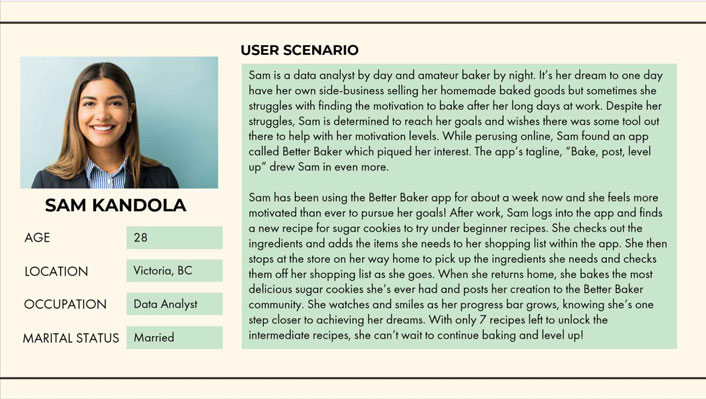 USER SCENARIO
Sam is a data analyst by day and amateur baker by night. It's her dream to one day
have her own side-business selling her homemade baked goods but sometimes she
struggles with finding the motivation to bake after her long days at work. Despite her
struggles, Sam is determined to reach her goals and wishes there was some tool out
there to help with her motivation levels. While perusing online, Sam found an app
called Better Baker which piqued her interest. The app's tagline, “Bake, post, level
up” drew Sam in even more.
Sam has been using the Better Baker app for about a week now and she feels more
motivated than ever to pursue her goals! After work, Sam logs into the app and finds
a new recipe for sugar cookies to try under beginner recipes. She checks out the
ingredients and adds the items she needs to her shopping list within the app. She then
stops at the store on her way home to pick up the ingredients she needs and checks
them off her shopping list as she goes. When she returns home, she bakes the most
delicious sugar cookies she's ever had and posts her creation to the Better Baker
community. She watches and smiles as her progress bar grows, knowing she's one
step closer to achieving her dreams. With only 7 recipes left to unlock the
intermediate recipes, she can't wait to continue baking and level up!
SAM KANDOLA
AGE 28
LOCATION Victoria, BC
OCCUPATION Data Analyst
MARITAL STATUS Married